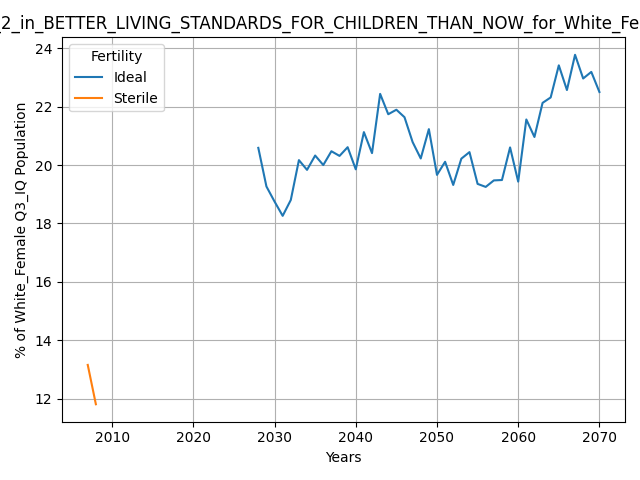 _2_in_BETTER_LIVING_STANDARDS_FOR_CHILDREN_THAN_NOW_for_White_Fe
Fertility
Ideal
Sterile
% of White_Female Q3_IQ Population
24
22
20
18
16
14
12
2010 2020 2030 2040 2050 2060 2070
Years